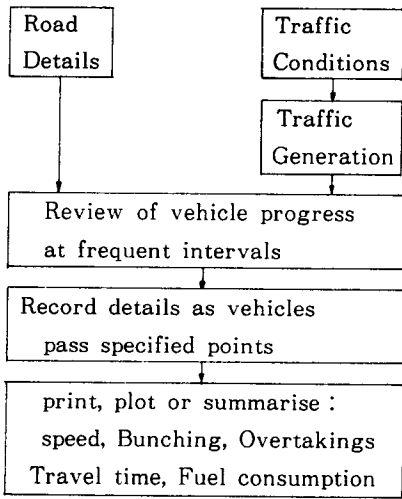 Road
Details
Traffic
Conditions
Traffic
Generation
Review of vehicle progress
at frequent intervals
Record details as vehicles
pass specified points
print, plot or summarise :
speed, Bunching, Overtakings
Travel time, Fuel consumption